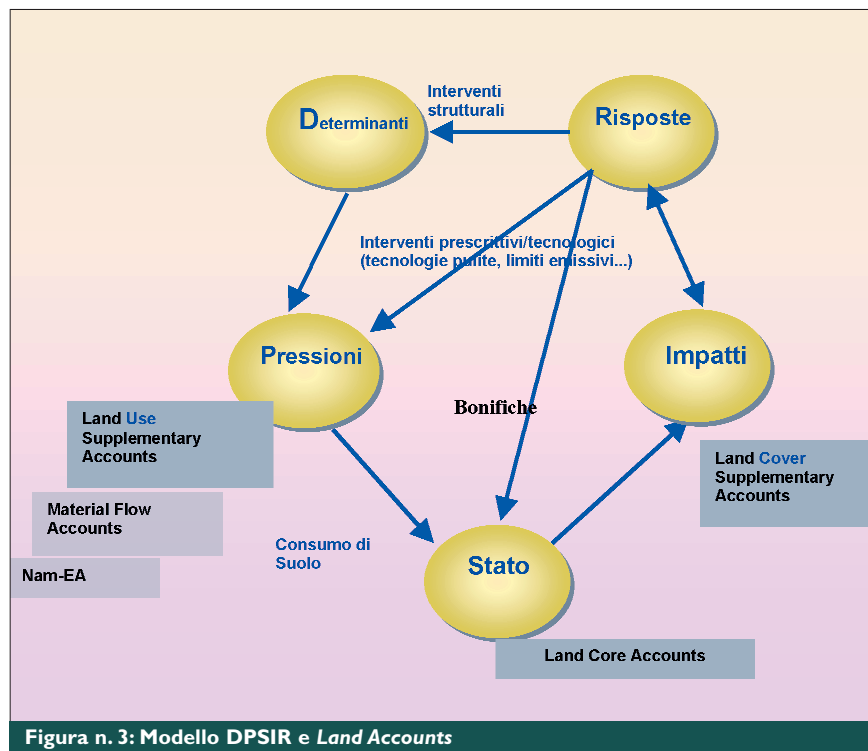 Interventi
strutturali
Determinanti
Risposte
Interventi prescrittivi/tecnologici
(tecnologie pulite, limiti emissivi...)
Pressioni
Impatti
Bonifiche
Land Use
Supplementary
Accounts
Land Cover
Supplementary
Accounts
Material Flow
Accounts
Consumo di
Suolo
Stato
Nam-EA
Land Core Accounts
Figura n. 3: Modello DPSIR e Land Accounts